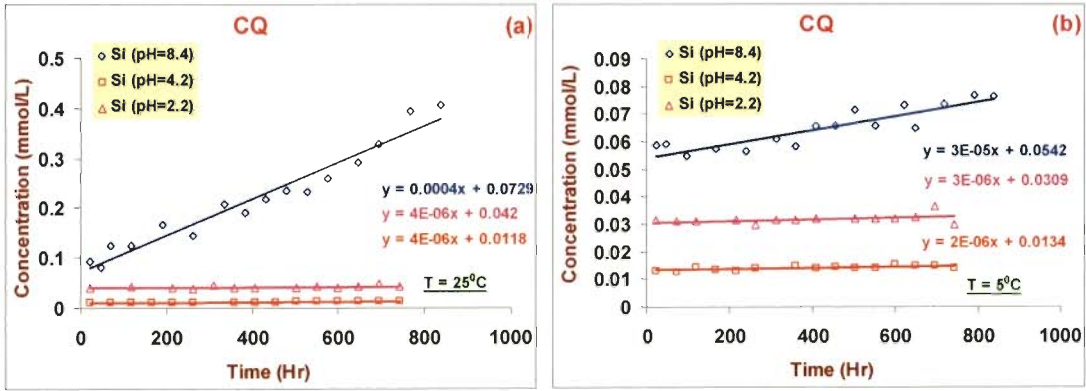 CQ
(a)
Si (pH=8.4)
Si (pH=4.2)
Si (pH=2.2)
Concentration (mmol/L)
0.5
0.4
0.3
0.2
0.1
0
y = 0.0004x + 0.0729
y = 4E-06x + 0.042
y = 4E-06x + 0.0118
T = 25⁰C
0 200 400 600 800 1000
Time (Hr)
CQ
(b)
Si (pH=8.4)
Si (pH=4.2)
Si (pH=2.2)
Concentration (mmol/L)
0.09
0.08
0.07
0.06
0.05
0.04
0.03
0.02
0.01
0.00
y = 3E-05x + 0.0542
y = 3E-06x + 0.0309
y = 2E-06x + 0.0134
T = 5⁰C
0 200 400 600 800 1000
Time (Hr)